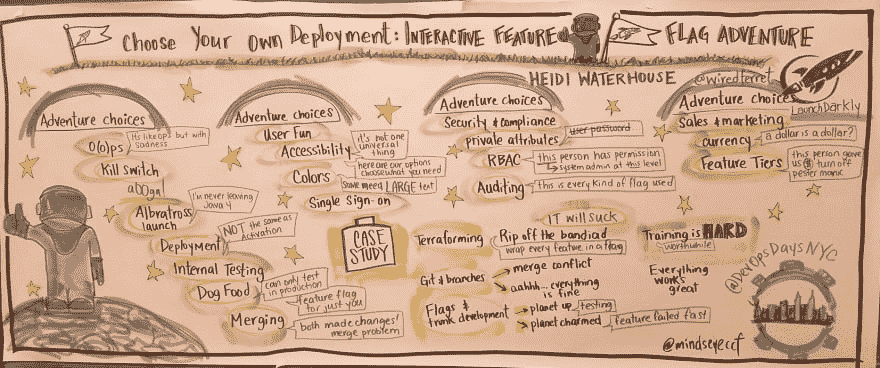 Choose Your Own Deployment: INTERACTIVE FEATURE FLAG ADVENTURE
HEIDI WATERHOUSE
@wiredferret
LaunchDarkly
Adventure choices
O(o)ps
It's like op but with
sadness
Kill switch
Albatross
launch
I'm never leaving
Java 4
Deployment
NOT the same as
activation
Internal Testing
Dog Food
can only test
in production
feature flag
for just you
Merging
both made changes!
merge problem
Adventure choices
User Fun
Accessibility
it's not one
universal
thing
Colors
here are our options
choose what you need
some need LARGE text
Single Sign-on
Adventure choices
Security & compliance
private attributes
user password
RBAC
this person has permission
system admin at this level
Auditing
this is every kind of flag used
Adventure choice
Sales & marketing
currency
a dollar is a dollar?
Feature Tiers
this person gave
us $ turn off
CASE
STUDY
Terraforming
IT will suck
Rip off the bandiad
wrap every feature in a flag
Git & branches
merge conflict
aahhh... everything
is fine
Flags &
trunk development
planet up
testing
planet charmed
feature failed fast
Training is HARD
worthwhile
Everything
works
great
@DevOpsDaysNYC
@mindseyeccf